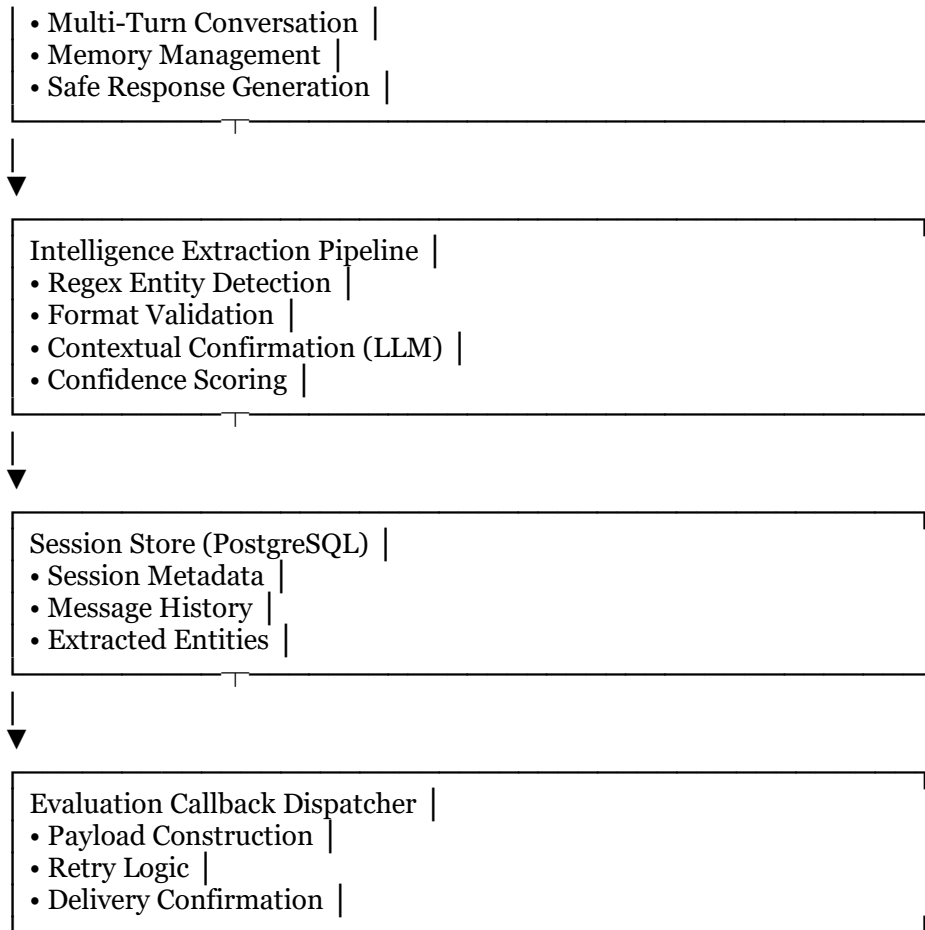 │ • Multi-Turn Conversation │
│ • Memory Management │
│ • Safe Response Generation │
Intelligence Extraction Pipeline │
• Regex Entity Detection │
• Format Validation │
• Contextual Confirmation (LLM) │
• Confidence Scoring │
Session Store (PostgreSQL) │
• Session Metadata │
• Message History │
• Extracted Entities │
Evaluation Callback Dispatcher │
• Payload Construction │
• Retry Logic │
• Delivery Confirmation │